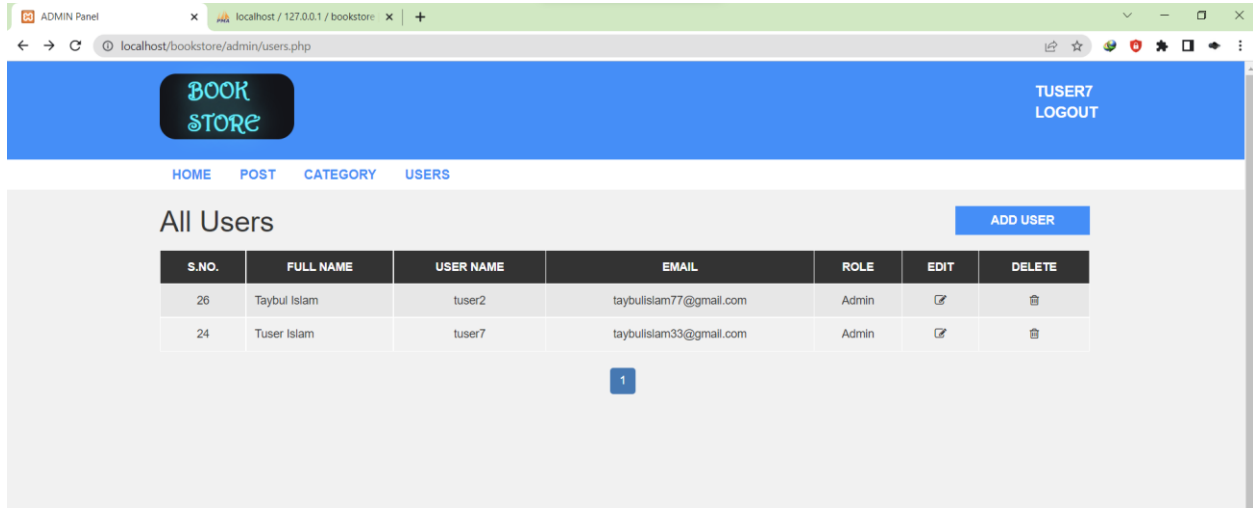 ADMIN Panel
localhost / 127.0.0.1 / bookstore
localhost/bookstore/admin/users.php
BOOK
STORE
TUSER7
LOGOUT
HOME POST CATEGORY USERS
All Users
ADD USER
S.NO. FULL NAME USER NAME EMAIL ROLE EDIT DELETE
26 Taybul Islam tuser2 taybulislam77@gmail.com Admin
24 Tuser Islam tuser7 taybulislam33@gmail.com Admin
1